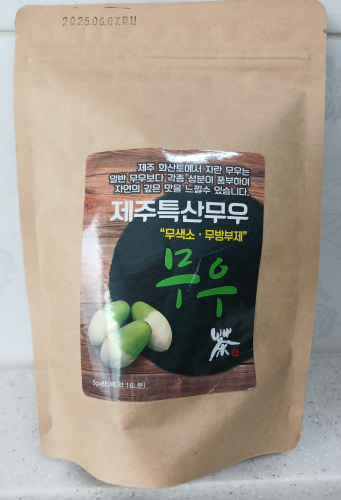 2025.06.07.까지
제주 화산토에서 자란 무우는
일반 무우보다 각종 성분이 풍부하여
자연의 깊은 맛을 느낄수 있습니다.
제주특산무우
"무색소·무방부제"
무우
茶